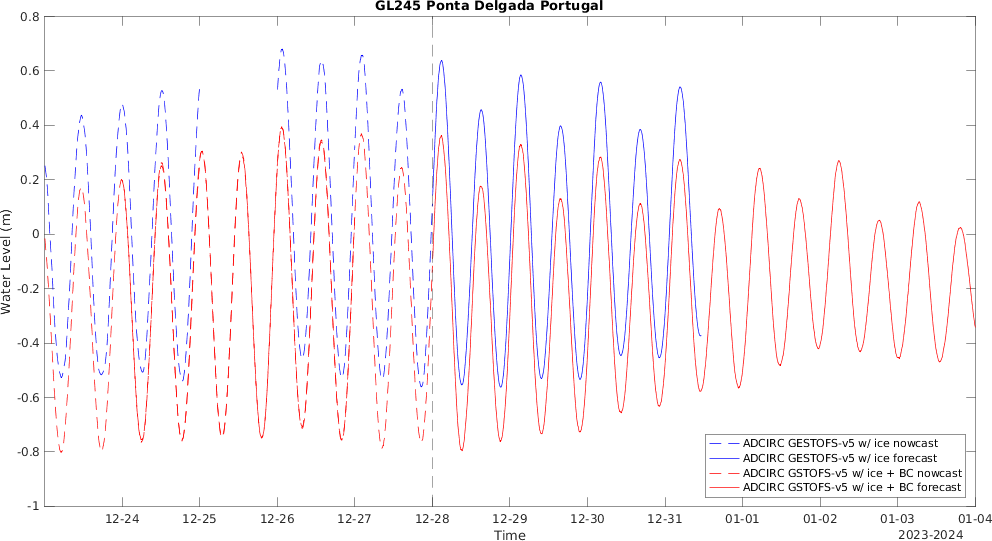 GL245 Ponta Delgada Portugal
Water Level (m)
0.8
0.6
0.4
0.2
0
-0.2
-0.4
-0.6
-0.8
-1
ADCIRC GESTOFS-v5 w/ ice nowcast
ADCIRC GESTOFS-v5 w/ ice forecast
ADCIRC GSTOFS-v5 w/ ice + BC nowcast
ADCIRC GSTOFS-v5 w/ ice + BC forecast
12-24 12-25 12-26 12-27 12-28 12-29 12-30 12-31 01-01 01-02 01-03 01-04
Time
2023-2024